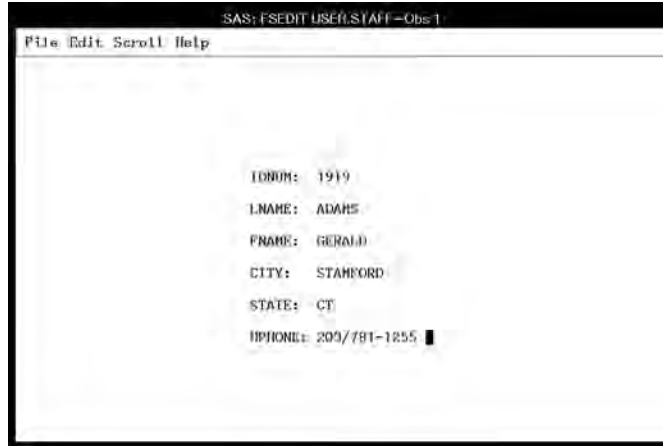 SAS: FSEDIT USER.STAFF—Obs 1
File Edit Scroll Help
IDNUM: 1919
LNAME: ADAMS
FNAME: GERALD
CITY: STAMFORD
STATE: CT
HPHONE: 203/781-1255